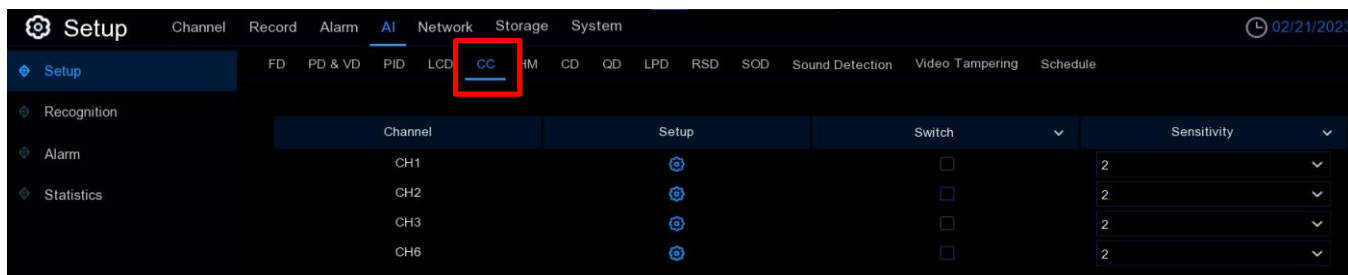 Setup Channel Record Alarm AI Network Storage System 02/21/2023
Setup FD PD & VD PID LCD CC HM CD QD LPD RSD SOD Sound Detection Video Tampering Schedule
Recognition
Channel Setup Switch Sensitivity
Alarm CH1 2
Statistics CH2 2
CH3 2
CH6 2